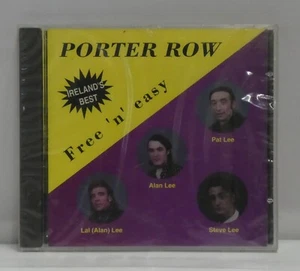 PORTER ROW
IRELAND'S
BEST
Free 'n' easy
Pat Lee
Alan Lee
Lal (Alan) Lee
Steve Lee